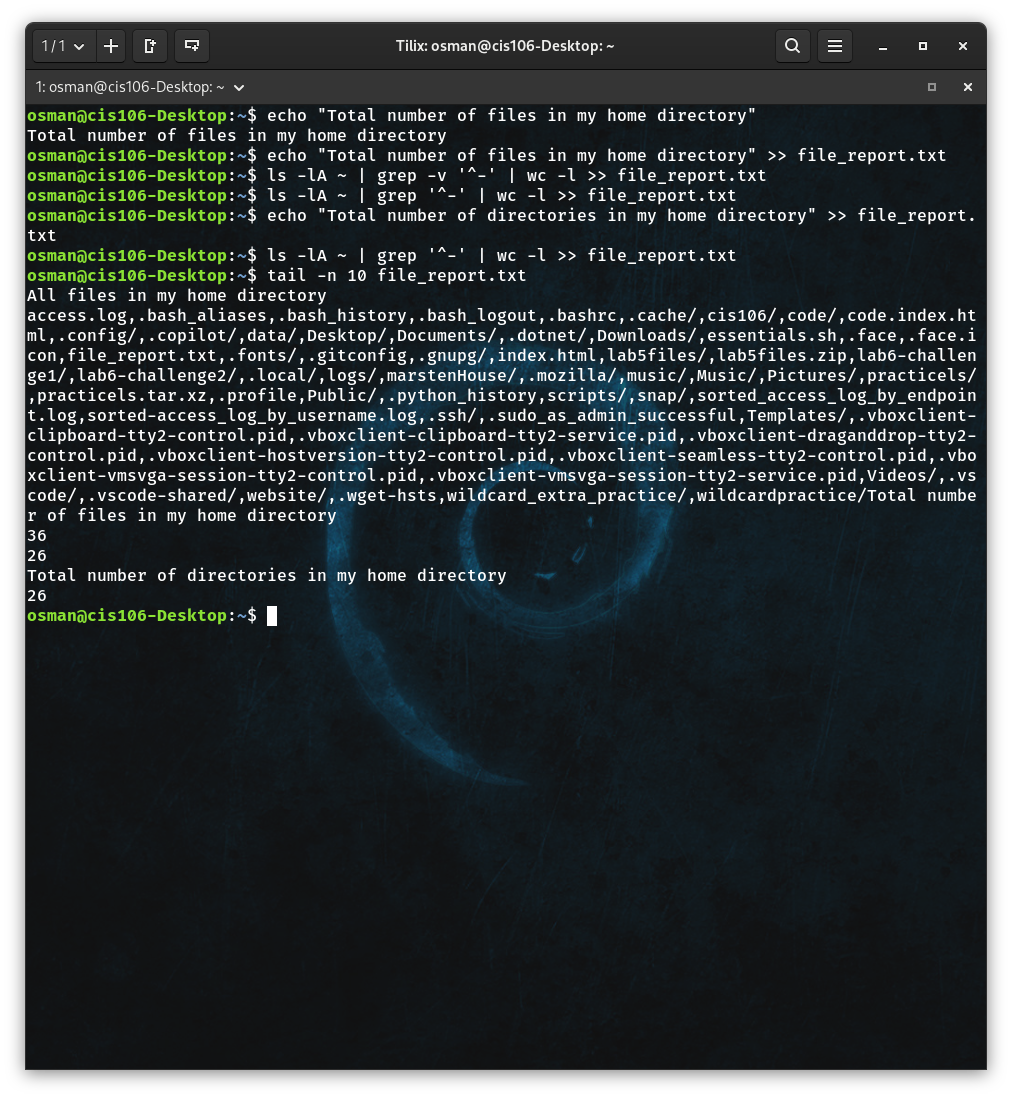 1 / 1
Tilix: osman@cis106-Desktop: ~
1: osman@cis106-Desktop: ~
osman@cis106-Desktop:~$ echo "Total number of files in my home directory"
Total number of files in my home directory
osman@cis106-Desktop:~$ echo "Total number of files in my home directory" >> file_report.txt
osman@cis106-Desktop:~$ ls -lA ~ | grep -v '^-' | wc -l >> file_report.txt
osman@cis106-Desktop:~$ ls -lA ~ | grep '^-' | wc -l >> file_report.txt
osman@cis106-Desktop:~$ echo "Total number of directories in my home directory" >> file_report.
txt
osman@cis106-Desktop:~$ ls -lA ~ | grep '^-' | wc -l >> file_report.txt
osman@cis106-Desktop:~$ tail -n 10 file_report.txt
All files in my home directory
access.log,.bash_aliases,.bash_history,.bash_logout,.bashrc,.cache/,cis106/,code/,code.index.ht
ml,.config/,.copilot/,data/,Desktop/,Documents/,.dotnet/,Downloads/,essentials.sh,.face,.face.i
con,file_report.txt,.fonts/,.gitconfig,.gnupg/,index.html,lab5files/,lab5files.zip,lab6-challen
ge1/,lab6-challenge2/,.local/,logs/,marstenHouse/,.mozilla/,music/,Music/,Pictures/,practicels/
,practicels.tar.xz,.profile,Public/,.python_history,scripts/,snap/,sorted_access_log_by_endpoin
t.log,sorted-access_log_by_username.log,.ssh/,.sudo_as_admin_successful,Templates/,.vboxclient-
clipboard-tty2-control.pid,.vboxclient-clipboard-tty2-service.pid,.vboxclient-draganddrop-tty2-
control.pid,.vboxclient-hostversion-tty2-control.pid,.vboxclient-seamless-tty2-control.pid,.vbo
xclient-vmsvga-session-tty2-control.pid,.vboxclient-vmsvga-session-tty2-service.pid,Videos/,.vs
code/,.vscode-shared/,website/,.wget-hsts,wildcard_extra_practice/,wildcardpractice/Total numbe
r of files in my home directory
36
26
Total number of directories in my home directory
26
osman@cis106-Desktop:~$